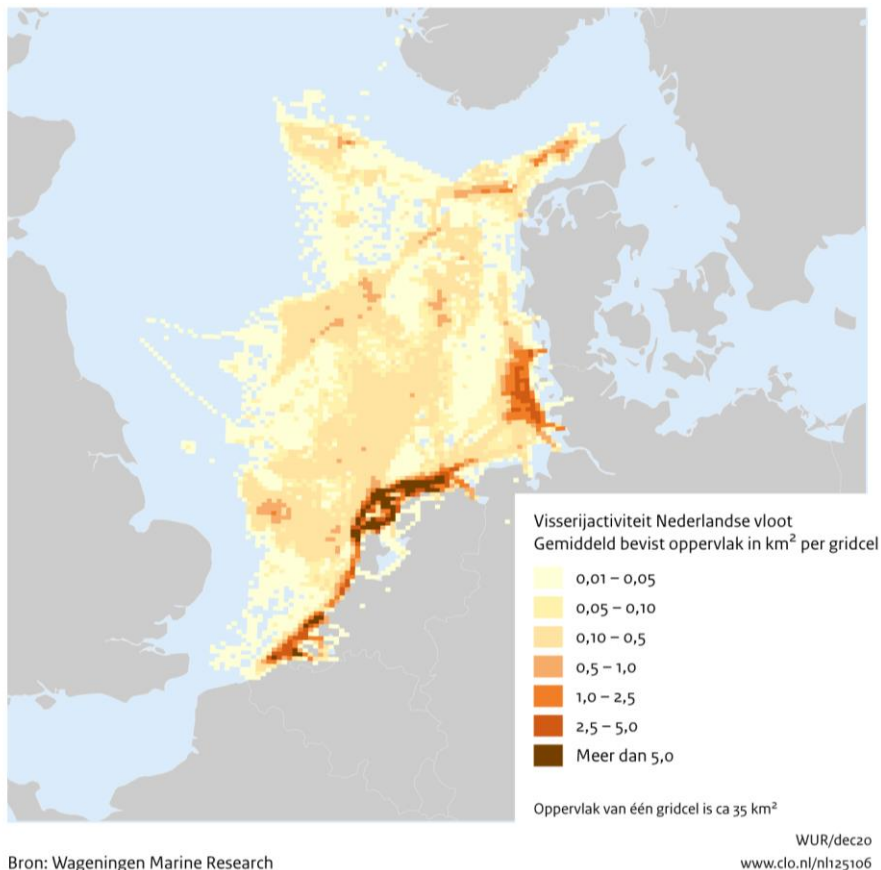 Visserijactiviteit Nederlandse vloot
Gemiddeld bevist oppervlak in km² per gridcel
0,01 – 0,05
0,05 – 0,10
0,10 – 0,5
0,5 – 1,0
1,0 – 2,5
2,5 – 5,0
Meer dan 5,0
Oppervlak van één gridcel is ca 35 km²
WUR/dec20
Bron: Wageningen Marine Research
www.clo.nl/nl125106